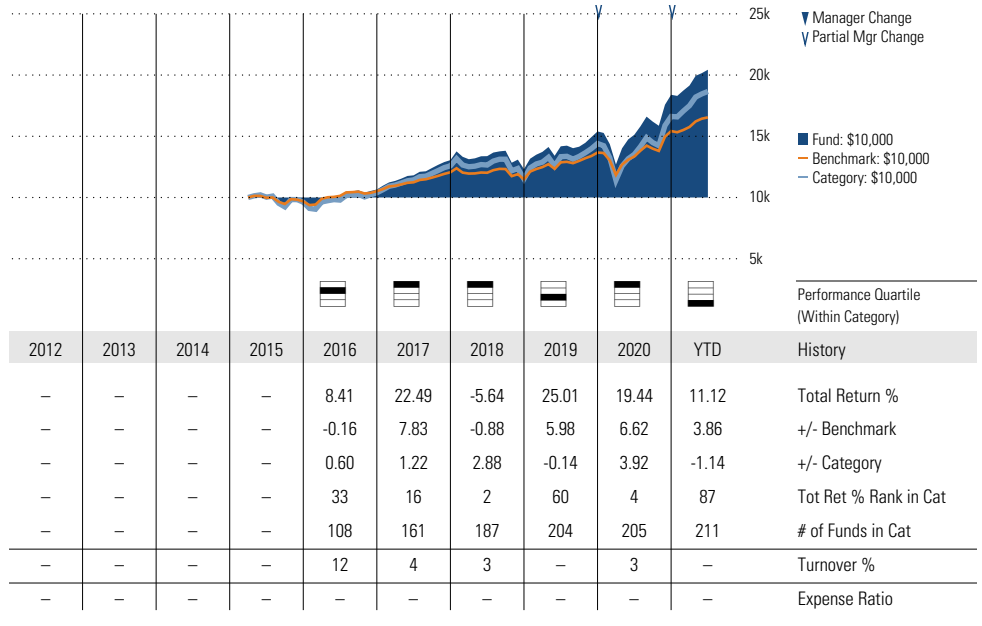 25k
Manager Change
Partial Mgr Change
20k
15k
Fund: $10,000
Benchmark: $10,000
Category: $10,000
10k
5k
Performance Quartile
(Within Category)
2012 2013 2014 2015 2016 2017 2018 2019 2020 YTD History
– – – – 8.41 22.49 -5.64 25.01 19.44 11.12 Total Return %
– – – – -0.16 7.83 -0.88 5.98 6.62 3.86 +/- Benchmark
– – – – 0.60 1.22 2.88 -0.14 3.92 -1.14 +/- Category
– – – – 33 16 2 60 4 87 Tot Ret % Rank in Cat
– – – – 108 161 187 204 205 211 # of Funds in Cat
– – – – 12 4 3 – 3 – Turnover %
– – – – – – – – – – Expense Ratio